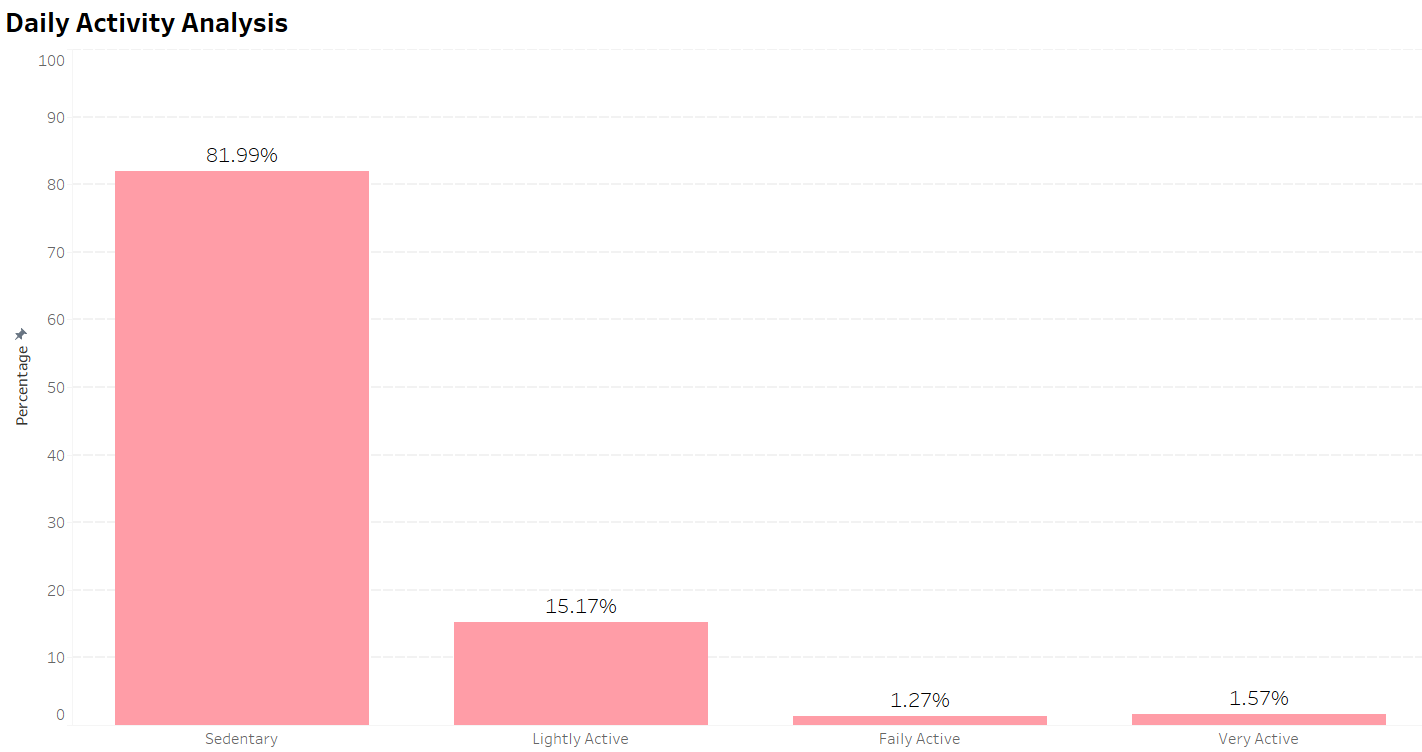 Daily Activity Analysis
100
90
80
70
60
50
40
30
20
10
0
Percentage
81.99%
15.17%
1.27%
1.57%
Sedentary
Lightly Active
Faily Active
Very Active